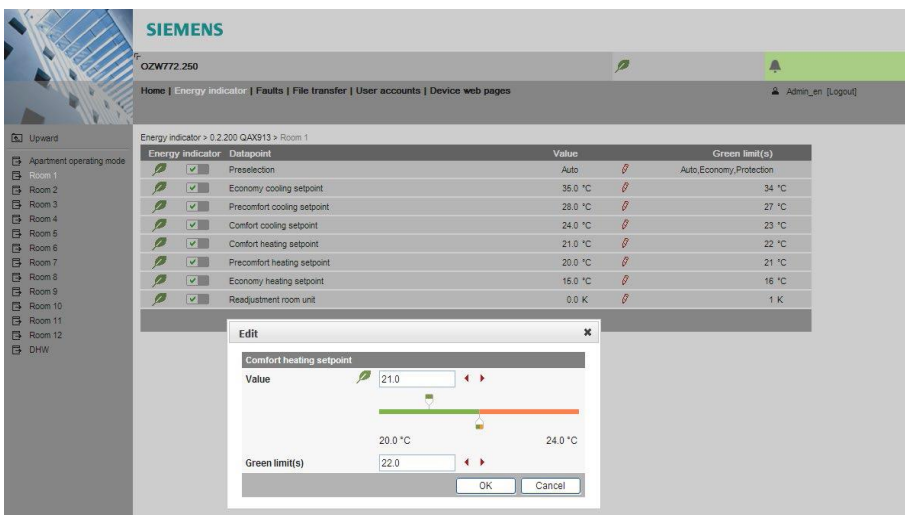 SIEMENS
OZW772.250
Home | Energy indicator | Faults | File transfer | User accounts | Device web pages
Admin_en [Logout]
Upward
Apartment operating mode
Room 1
Room 2
Room 3
Room 4
Room 5
Room 6
Room 7
Room 8
Room 9
Room 10
Room 11
Room 12
DHW
Energy indicator > 0.2.200 QAX913 > Room 1
Energy indicator Datapoint Value Green limit(s)
Preselection Auto Auto,Economy,Protection
Economy cooling setpoint 35.0 °C 34 °C
Precomfort cooling setpoint 28.0 °C 27 °C
Comfort cooling setpoint 24.0 °C 23 °C
Comfort heating setpoint 21.0 °C 22 °C
Precomfort heating setpoint 20.0 °C 21 °C
Economy heating setpoint 15.0 °C 16 °C
Readjustment room unit 0.0 K 1 K
Edit
Comfort heating setpoint
Value 21.0
20.0 °C 24.0 °C
Green limit(s) 22.0
OK Cancel